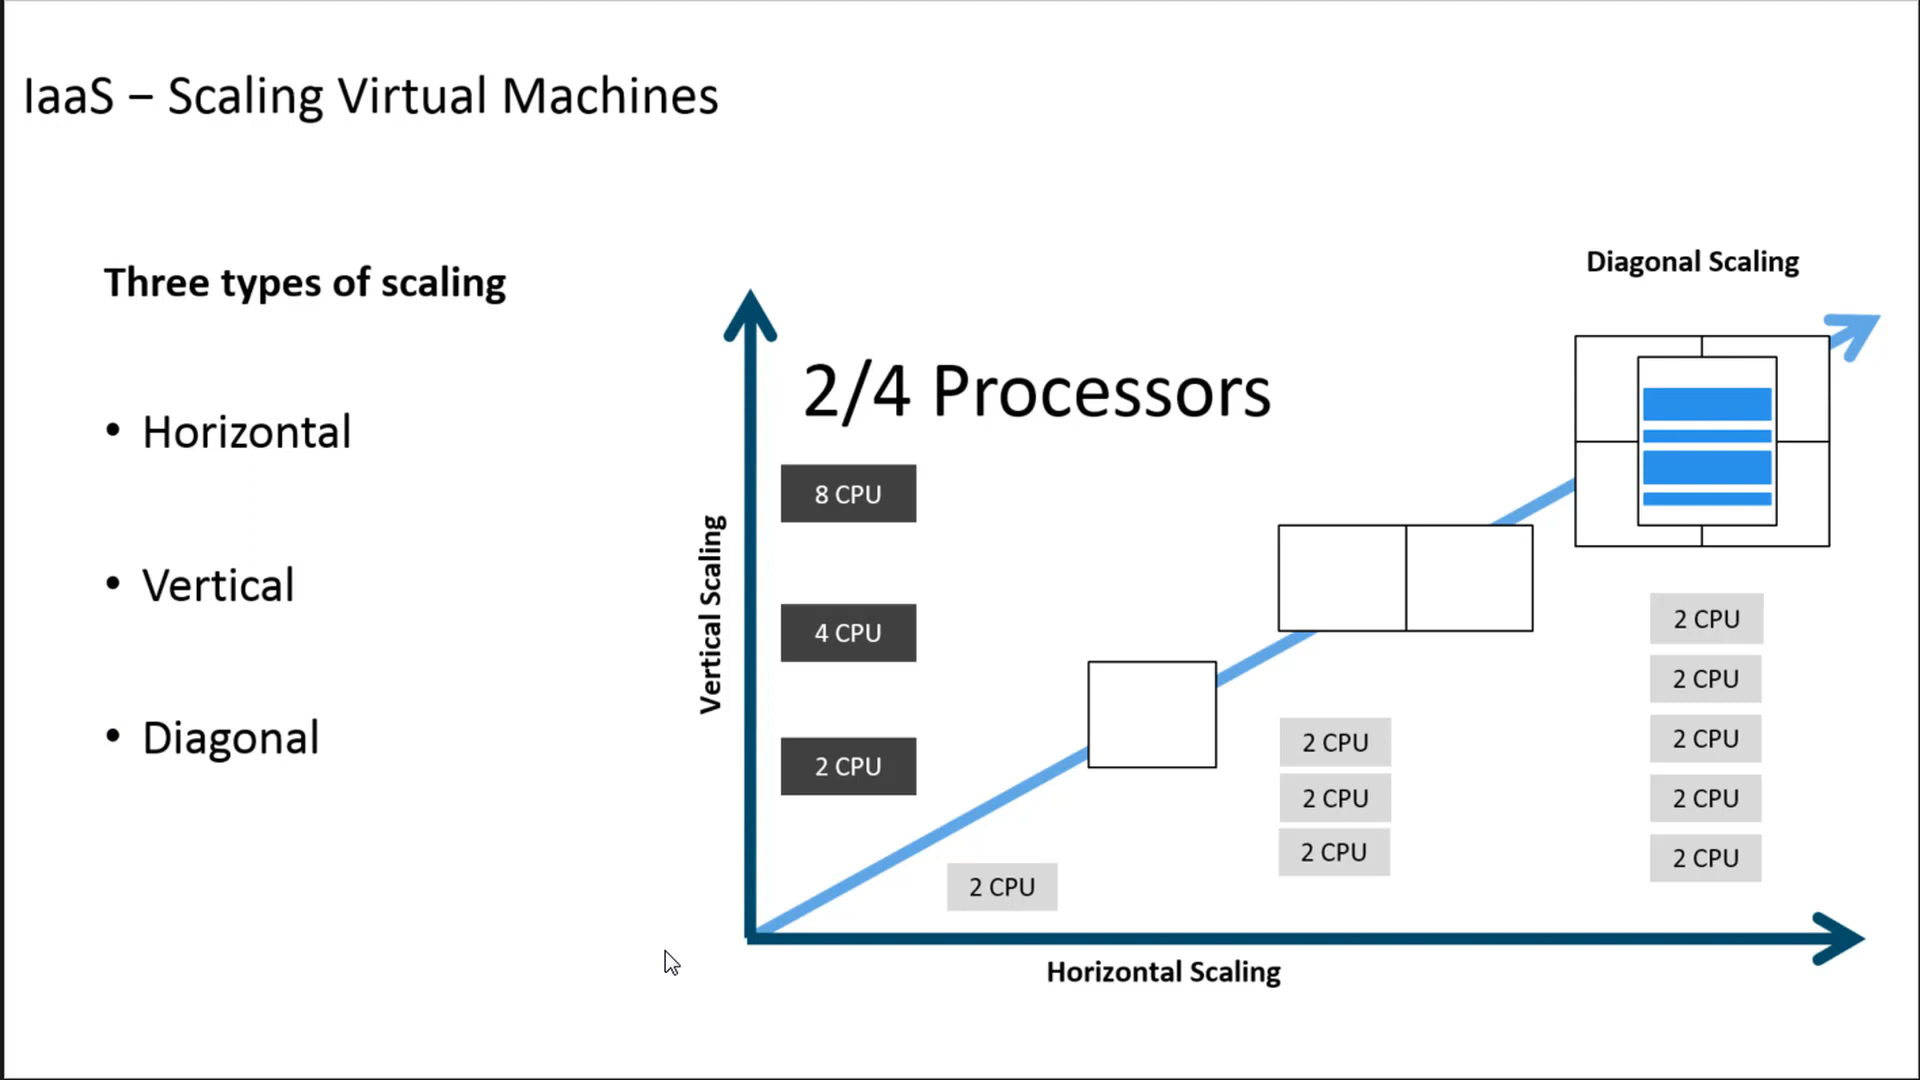 IaaS – Scaling Virtual Machines
Three types of scaling
• Horizontal
• Vertical
• Diagonal
Diagonal Scaling
2/4 Processors
Vertical Scaling
8 CPU
4 CPU
2 CPU
2 CPU
2 CPU
2 CPU
2 CPU
2 CPU
2 CPU
2 CPU
2 CPU
2 CPU
Horizontal Scaling